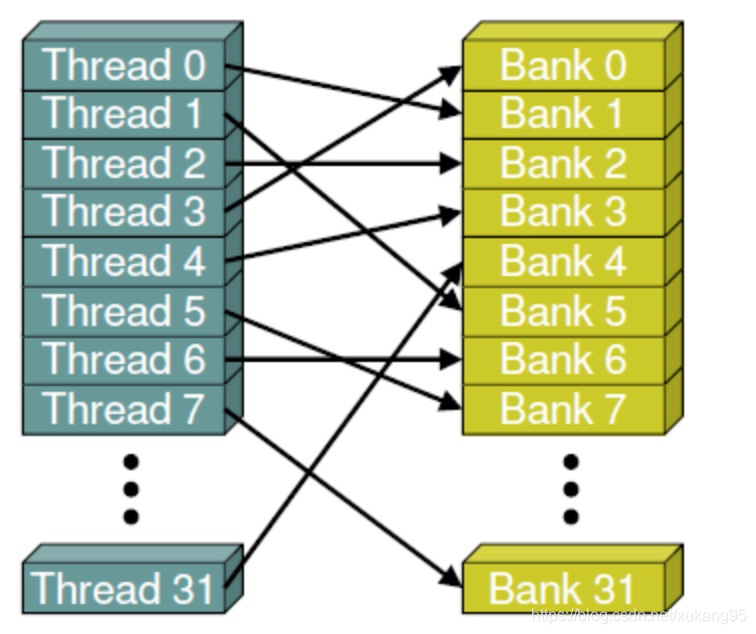 Thread 0
Thread 1
Thread 2
Thread 3
Thread 4
Thread 5
Thread 6
Thread 7
Thread 31
Bank 0
Bank 1
Bank 2
Bank 3
Bank 4
Bank 5
Bank 6
Bank 7
Bank 31
https://blog.csdn.net/xukang95